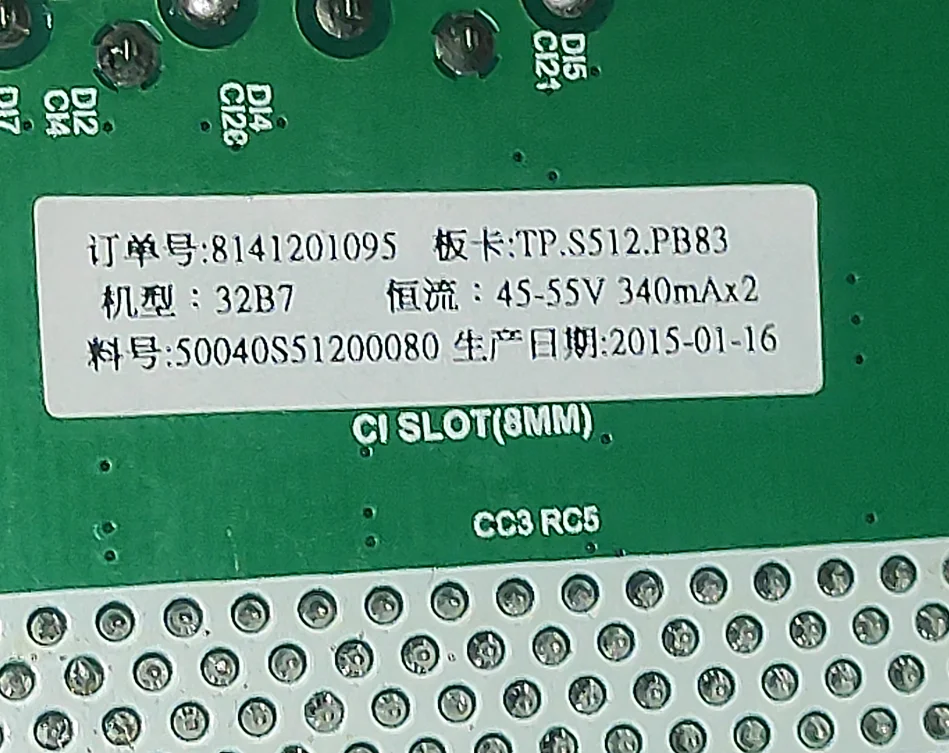 DI7
DI2
CI4
DI4
CI26
DI5
CI21
订单号:8141201095 板卡:TP.S512.PB83
机型：32B7 恒流：45-55V 340mAx2
料号:50040S51200080 生产日期:2015-01-16
CI SLOT(8MM)
CC3 RC5